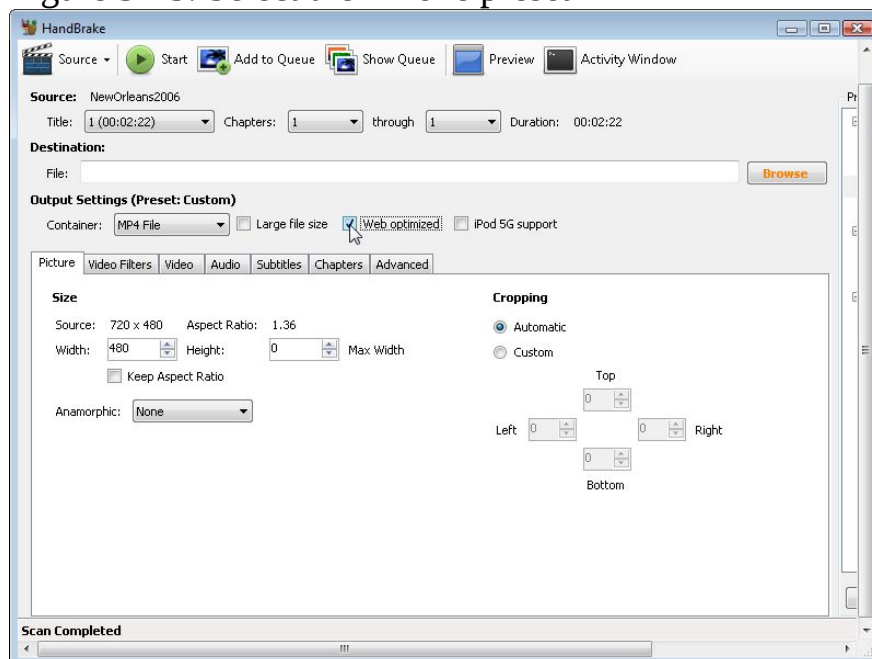 HandBrake
Source Start Add to Queue Show Queue Preview Activity Window
Source: NewOrleans2006
Title: 1 (00:02:22) Chapters: 1 through 1 Duration: 00:02:22
Destination:
File: Browse
Output Settings (Preset: Custom)
Container: MP4 File Large file size Web optimized iPod 5G support
Picture Video Filters Video Audio Subtitles Chapters Advanced
Size Cropping
Source: 720 x 480 Aspect Ratio: 1.36 Automatic
Width: 480 Height: 0 Max Width Custom
Keep Aspect Ratio Top
0
Anamorphic: None
Left 0 0 Right
0
Bottom
Scan Completed